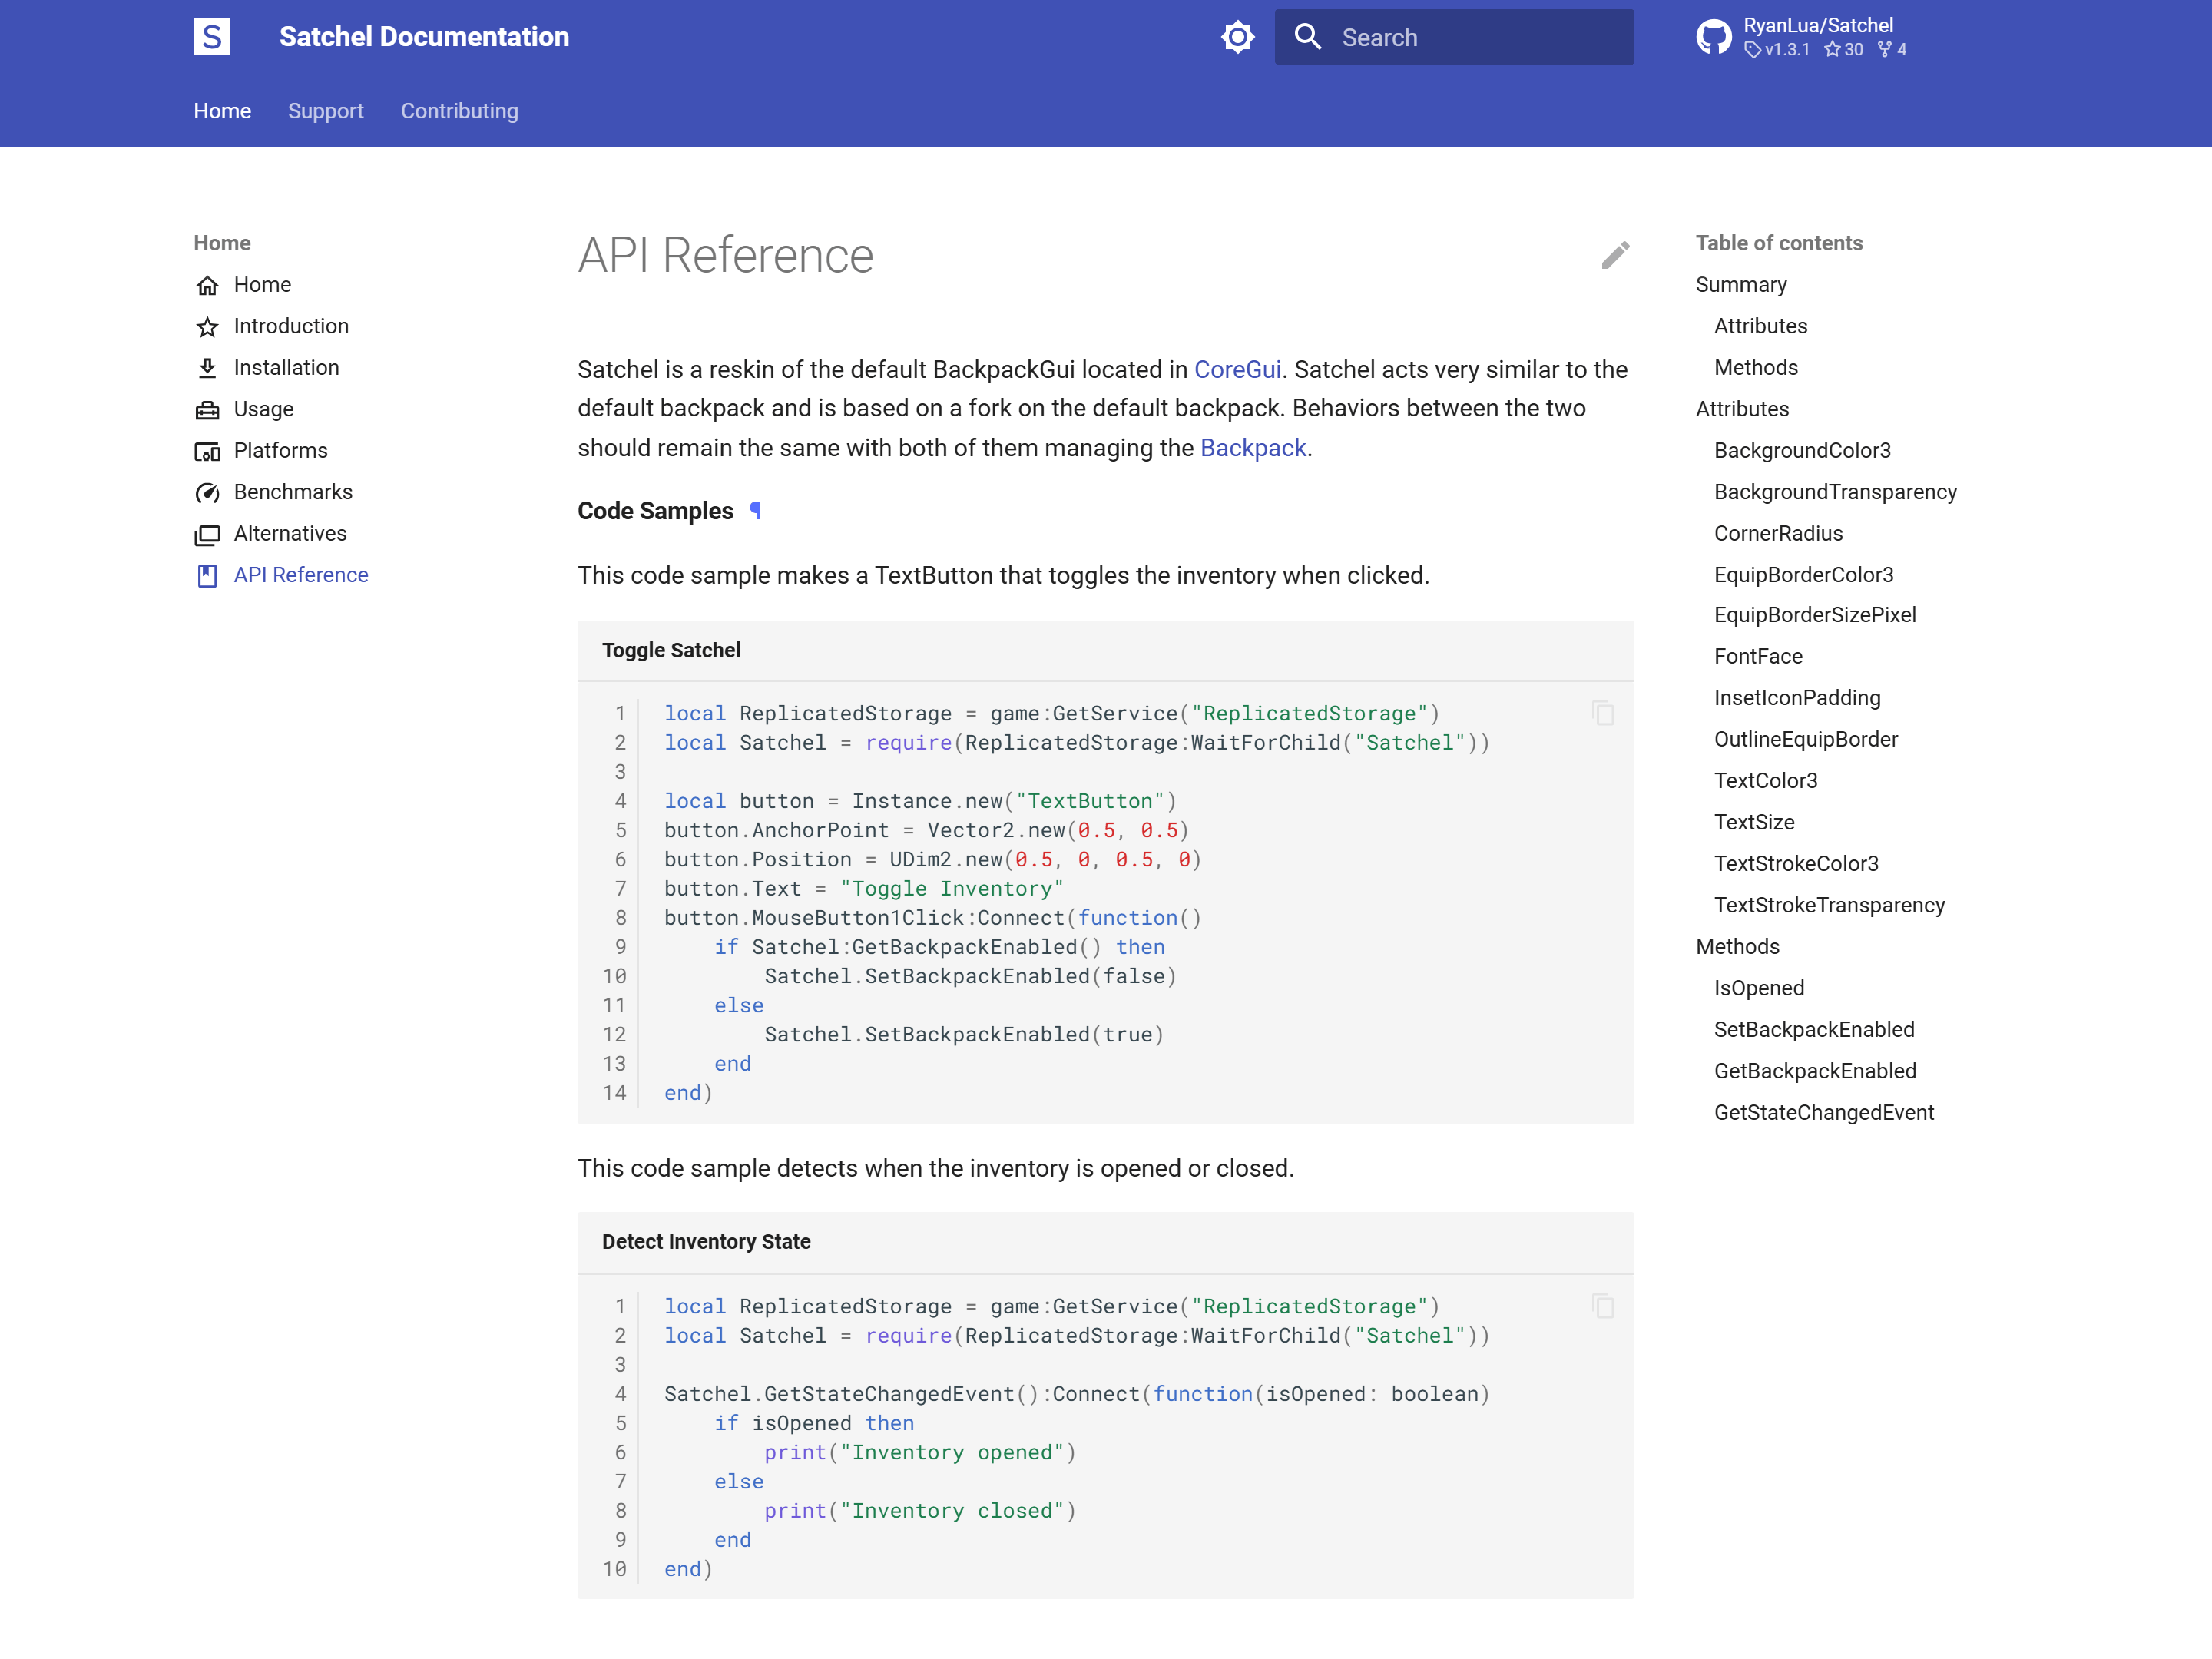 S
Satchel Documentation
Search
RyanLua/Satchel
v1.3.1 30 4
Home Support Contributing
Home
Home
Introduction
Installation
Usage
Platforms
Benchmarks
Alternatives
API Reference
API Reference
Satchel is a reskin of the default BackpackGui located in CoreGui. Satchel acts very similar to the
default backpack and is based on a fork on the default backpack. Behaviors between the two
should remain the same with both of them managing the Backpack.
Code Samples ¶
This code sample makes a TextButton that toggles the inventory when clicked.
Toggle Satchel
1 local ReplicatedStorage = game:GetService("ReplicatedStorage")
2 local Satchel = require(ReplicatedStorage:WaitForChild("Satchel"))
3
4 local button = Instance.new("TextButton")
5 button.AnchorPoint = Vector2.new(0.5, 0.5)
6 button.Position = UDim2.new(0.5, 0, 0.5, 0)
7 button.Text = "Toggle Inventory"
8 button.MouseButton1Click:Connect(function()
9     if Satchel:GetBackpackEnabled() then
10         Satchel.SetBackpackEnabled(false)
11     else
12         Satchel.SetBackpackEnabled(true)
13     end
14 end)
This code sample detects when the inventory is opened or closed.
Detect Inventory State
1 local ReplicatedStorage = game:GetService("ReplicatedStorage")
2 local Satchel = require(ReplicatedStorage:WaitForChild("Satchel"))
3
4 Satchel.GetStateChangedEvent():Connect(function(isOpened: boolean)
5     if isOpened then
6         print("Inventory opened")
7     else
8         print("Inventory closed")
9     end
10 end)
Table of contents
Summary
Attributes
Methods
Attributes
BackgroundColor3
BackgroundTransparency
CornerRadius
EquipBorderColor3
EquipBorderSizePixel
FontFace
InsetIconPadding
OutlineEquipBorder
TextColor3
TextSize
TextStrokeColor3
TextStrokeTransparency
Methods
IsOpened
SetBackpackEnabled
GetBackpackEnabled
GetStateChangedEvent